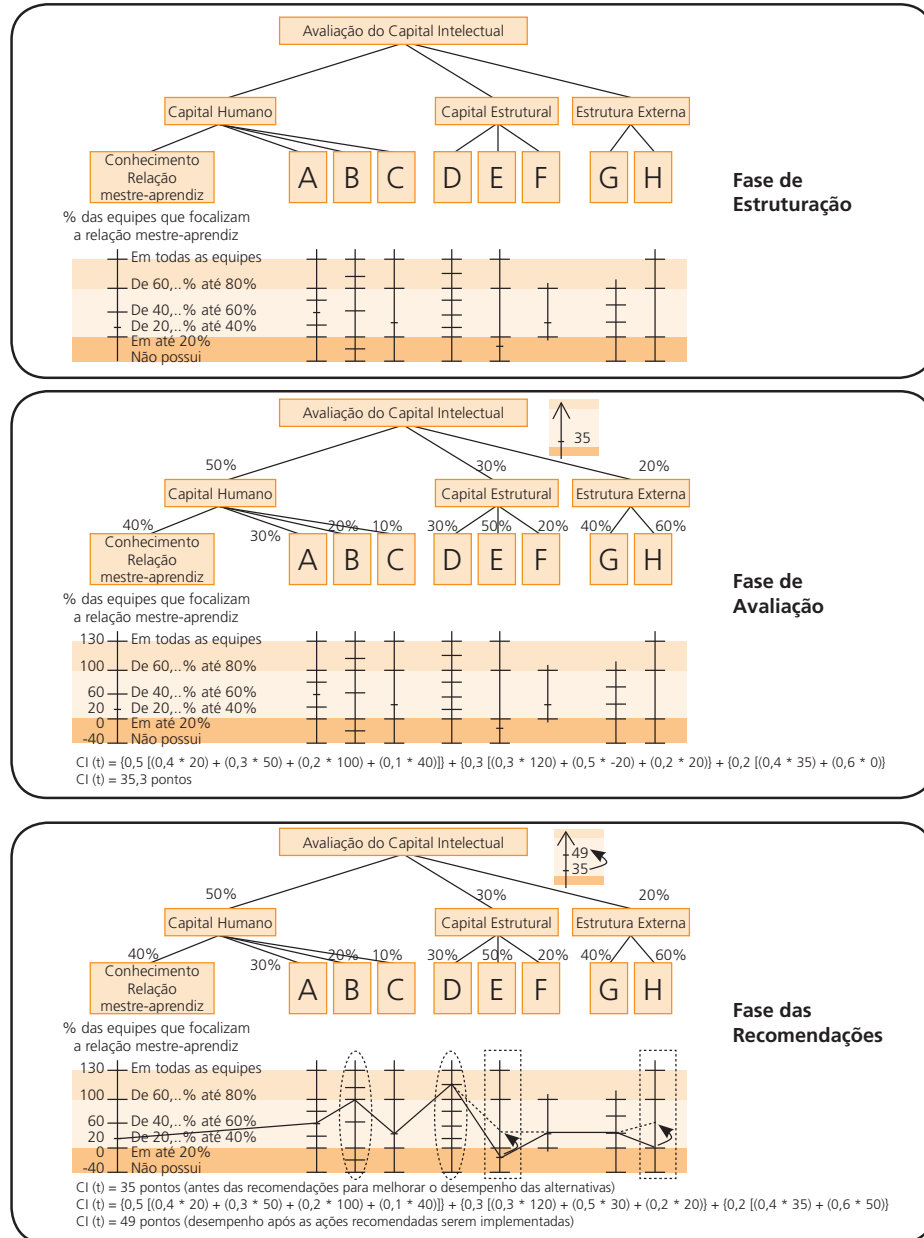 Avaliação do Capital Intelectual
Capital Humano
Capital Estrutural
Estrutura Externa
Conhecimento
Relação
mestre-aprendiz
A
B
C
D
E
F
G
H
Fase de
Estruturação
% das equipes que focalizam
a relação mestre-aprendiz
Em todas as equipes
De 60,..% até 80%
De 40,..% até 60%
De 20,..% até 40%
Em até 20%
Não possui
Avaliação do Capital Intelectual
35
50%
30%
20%
Capital Humano
Capital Estrutural
Estrutura Externa
40%
30%
20%
10%
30%
50%
20%
40%
60%
Conhecimento
Relação
mestre-aprendiz
A
B
C
D
E
F
G
H
Fase de
Avaliação
% das equipes que focalizam
a relação mestre-aprendiz
130 Em todas as equipes
100 De 60,..% até 80%
60 De 40,..% até 60%
20 De 20,..% até 40%
0 Em até 20%
-40 Não possui
CI (t) = {0,5 [(0,4 * 20) + (0,3 * 50) + (0,2 * 100) + (0,1 * 40)]} + {0,3 [(0,3 * 120) + (0,5 * -20) + (0,2 * 20)} + {0,2 [(0,4 * 35) + (0,6 * 0)}
CI (t) = 35,3 pontos
Avaliação do Capital Intelectual
49
35
50%
30%
20%
Capital Humano
Capital Estrutural
Estrutura Externa
40%
30%
20%
10%
30%
50%
20%
40%
60%
Conhecimento
Relação
mestre-aprendiz
A
B
C
D
E
F
G
H
Fase das
Recomendações
% das equipes que focalizam
a relação mestre-aprendiz
130 Em todas as equipes
100 De 60,..% até 80%
60 De 40,..% até 60%
20 De 20,..% até 40%
0 Em até 20%
-40 Não possui
CI (t) = 35 pontos (antes das recomendações para melhorar o desempenho das alternativas)
CI (t) = {0,5 [(0,4 * 20) + (0,3 * 50) + (0,2 * 100) + (0,1 * 40)]} + {0,3 [(0,3 * 120) + (0,5 * 30) + (0,2 * 20)} + {0,2 [(0,4 * 35) + (0,6 * 50)}
CI (t) = 49 pontos (desempenho após as ações recomendadas serem implementadas)